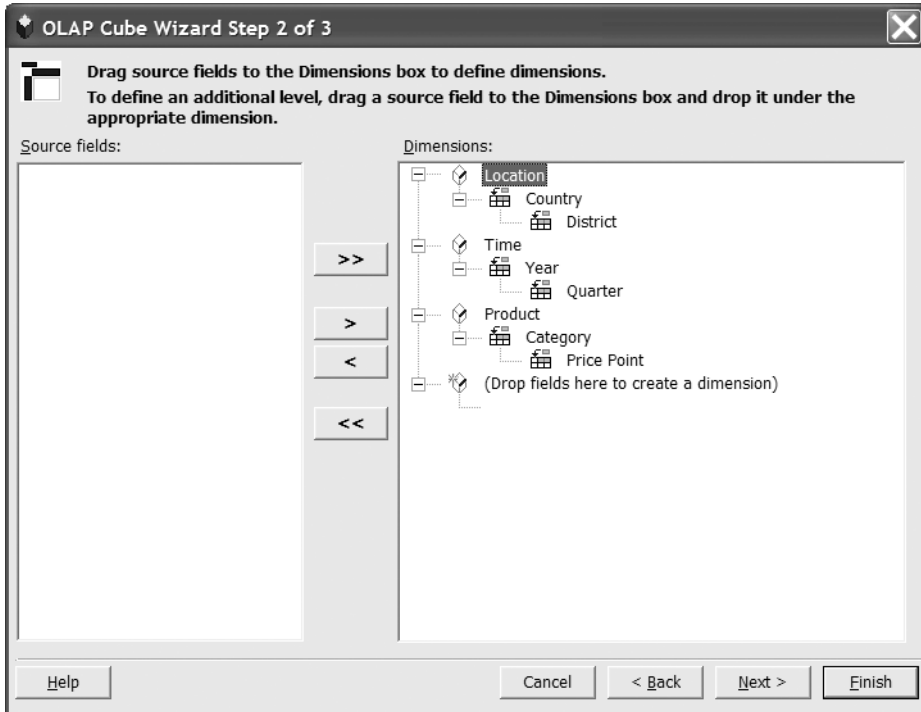 OLAP Cube Wizard Step 2 of 3
Drag source fields to the Dimensions box to define dimensions.
To define an additional level, drag a source field to the Dimensions box and drop it under the
appropriate dimension.
Source fields:
Dimensions:
Location
Country
District
Time
Year
Quarter
Product
Category
Price Point
(Drop fields here to create a dimension)
>>
>
<
<<
Help
Cancel
< Back
Next >
Finish